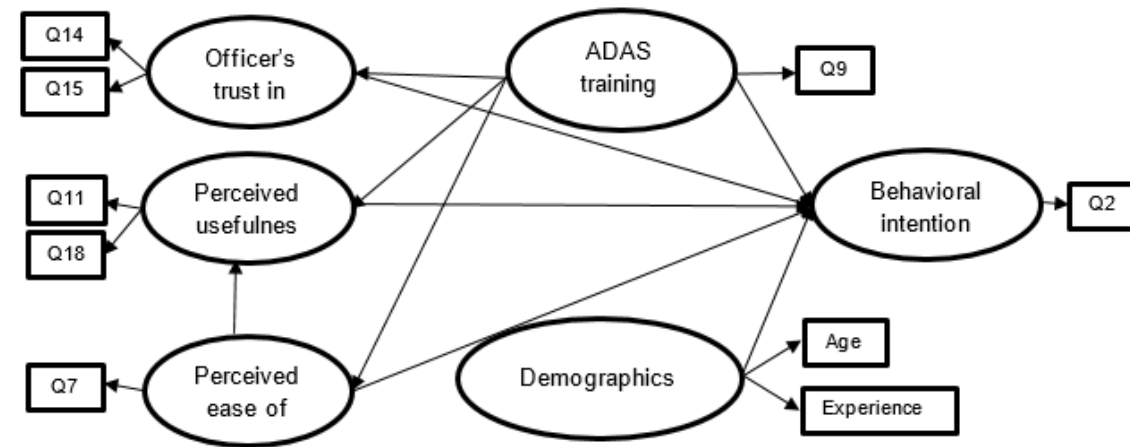 Q14
Q15
Officer's
trust in
ADAS
training
Q9
Q11
Q18
Perceived
usefulnes
Behavioral
intention
Q2
Q7
Perceived
ease of
Demographics
Age
Experience